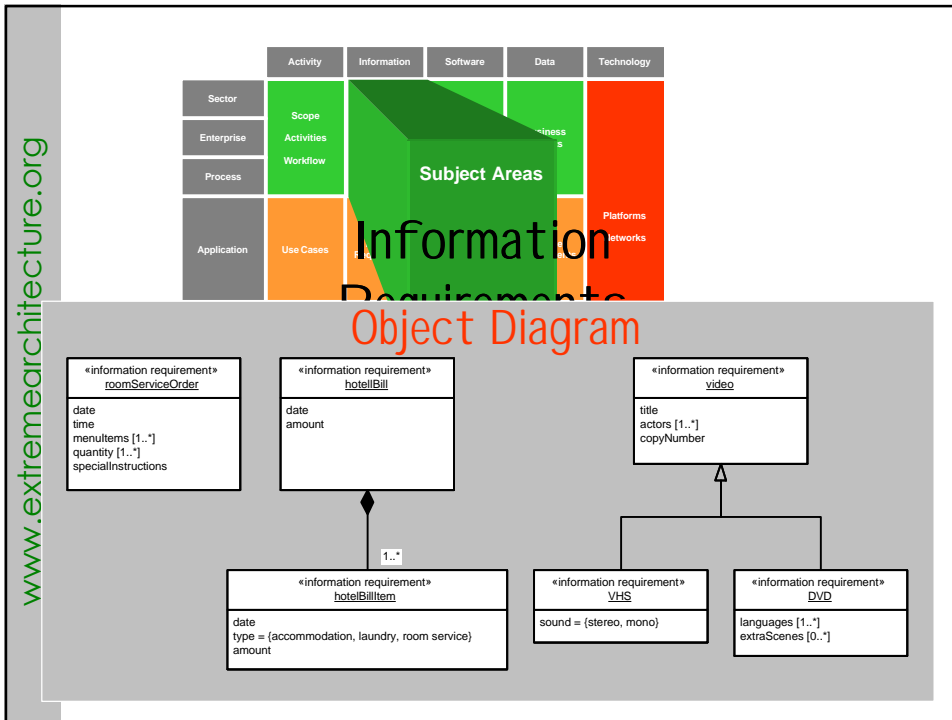 www.extremearchitecture.org
Activity
Information
Software
Data
Technology
Sector
Enterprise
Process
Application
Scope
Activities
Workflow
Use Cases
Subject Areas
Platforms
Information
Requirements
Object Diagram
«information requirement»
roomServiceOrder
date
time
menuItems [1..*]
quantity [1..*]
specialInstructions
«information requirement»
hotellBill
date
amount
1..*
«information requirement»
hotelBillItem
date
type = {accommodation, laundry, room service}
amount
«information requirement»
video
title
actors [1..*]
copyNumber
«information requirement»
VHS
sound = {stereo, mono}
«information requirement»
DVD
languages [1..*]
extraScenes [0..*]